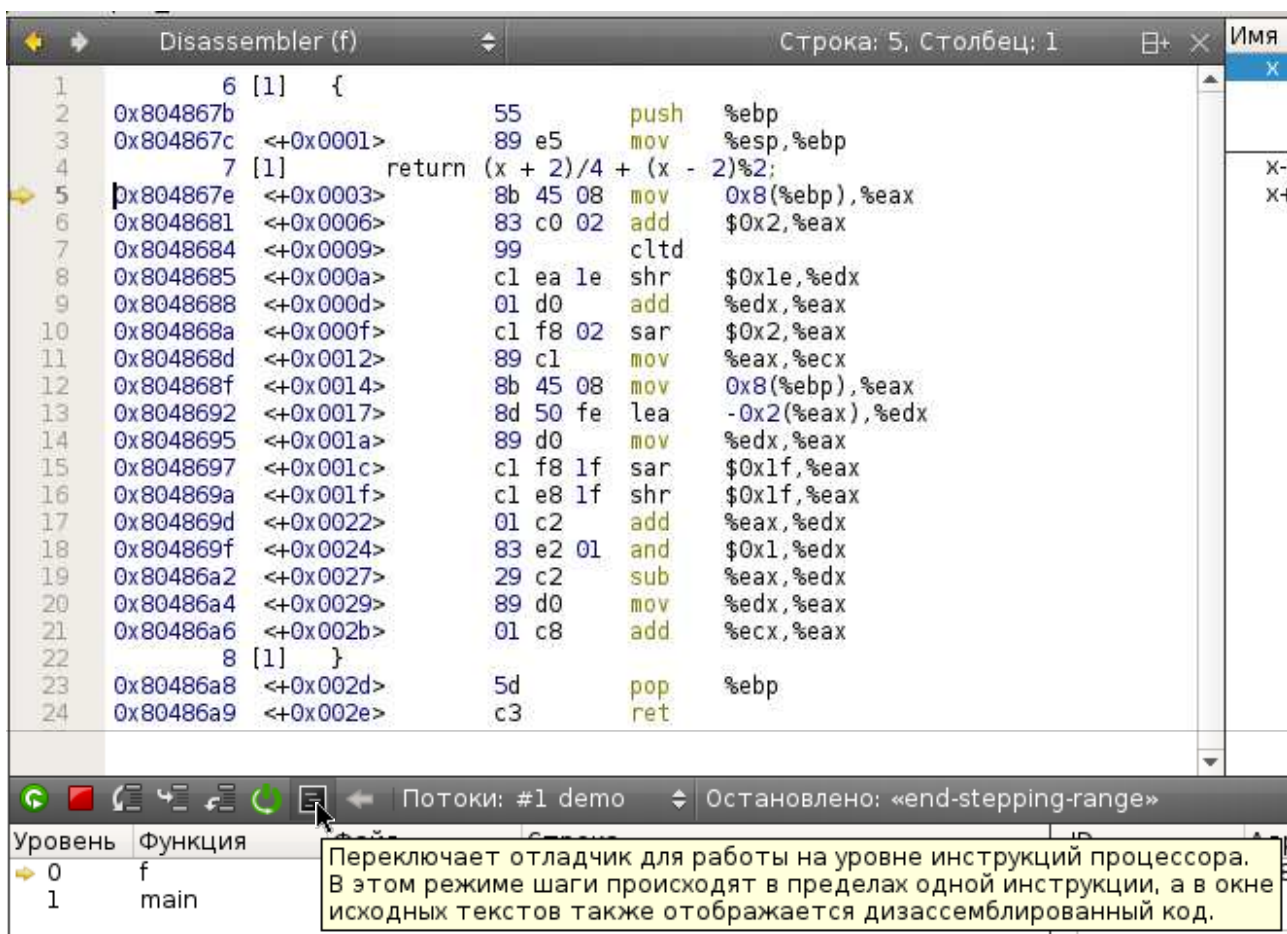 Disassembler (f) Строка: 5, Столбец: 1 Имя
x
1 6 [1] {
2 0x804867b 55 push %ebp
3 0x804867c <+0x0001> 89 e5 mov %esp,%ebp
4 7 [1] return (x + 2)/4 + (x - 2)%2; x-
5 0x804867e <+0x0003> 8b 45 08 mov 0x8(%ebp),%eax x+
6 0x8048681 <+0x0006> 83 c0 02 add $0x2,%eax
7 0x8048684 <+0x0009> 99 cltd
8 0x8048685 <+0x000a> c1 ea 1e shr $0x1e,%edx
9 0x8048688 <+0x000d> 01 d0 add %edx,%eax
10 0x804868a <+0x000f> c1 f8 02 sar $0x2,%eax
11 0x804868d <+0x0012> 89 c1 mov %eax,%ecx
12 0x804868f <+0x0014> 8b 45 08 mov 0x8(%ebp),%eax
13 0x8048692 <+0x0017> 8d 50 fe lea -0x2(%eax),%edx
14 0x8048695 <+0x001a> 89 d0 mov %edx,%eax
15 0x8048697 <+0x001c> c1 f8 1f sar $0x1f,%eax
16 0x804869a <+0x001f> c1 e8 1f shr $0x1f,%eax
17 0x804869d <+0x0022> 01 c2 add %eax,%edx
18 0x804869f <+0x0024> 83 e2 01 and $0x1,%edx
19 0x80486a2 <+0x0027> 29 c2 sub %eax,%edx
20 0x80486a4 <+0x0029> 89 d0 mov %edx,%eax
21 0x80486a6 <+0x002b> 01 c8 add %ecx,%eax
22 8 [1] }
23 0x80486a8 <+0x002d> 5d pop %ebp
24 0x80486a9 <+0x002e> c3 ret
Потоки: #1 demo Остановлено: «end-stepping-range»
Уровень Функция
0 f
1 main
Переключает отладчик для работы на уровне инструкций процессора.
В этом режиме шаги происходят в пределах одной инструкции, а в окне
исходных текстов также отображается дизассемблированный код.